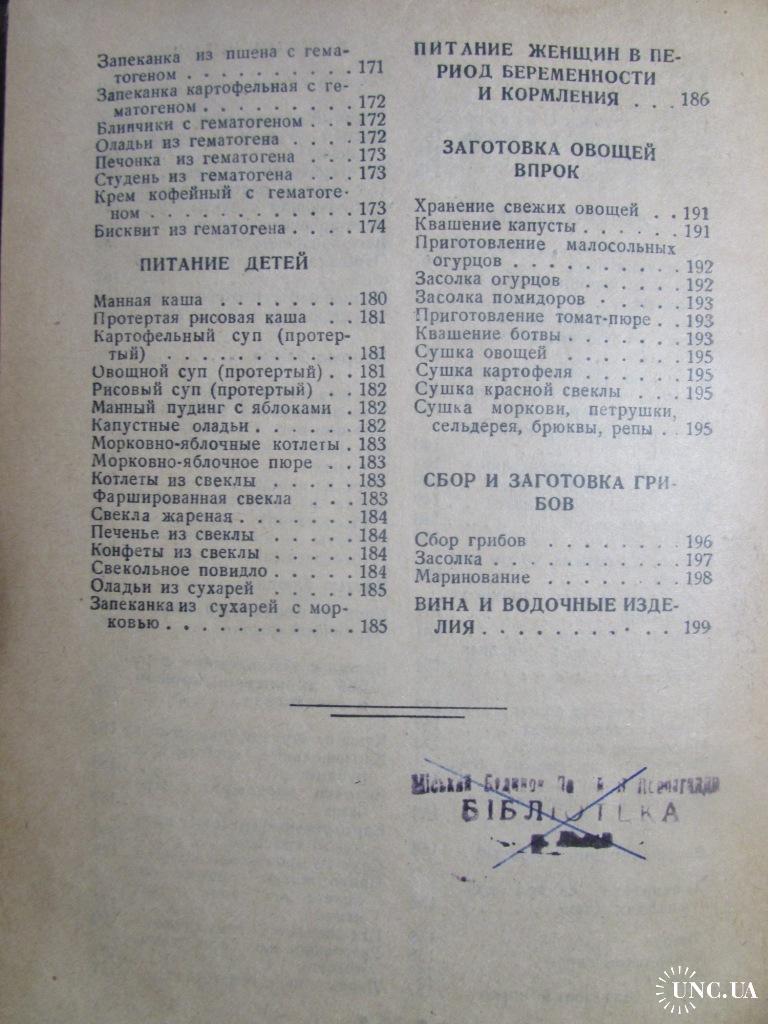 Запеканка из пшена с гема-
тогеном . . . . . . . . . . 171
Запеканка картофельная с ге-
матогеном . . . . . . . . . 172
Блинчики с гематогеном . . . 172
Оладьи из гематогена . . . . 172
Печонка из гематогена . . . 173
Студень из гематогена . . . 173
Крем кофейный с гематоге-
ном . . . . . . . . . . . . 173
Бисквит из гематогена . . . . 174
ПИТАНИЕ ДЕТЕЙ
Манная каша . . . . . . . . 180
Протертая рисовая каша . . 181
Картофельный суп (протер-
тый) . . . . . . . . . . . 181
Овощной суп (протертый) . . 181
Рисовый суп (протертый) . . 182
Манный пудинг с яблоками . 182
Капустные оладьи . . . . . . 182
Морковно-яблочные котлеты . 183
Морковно-яблочное пюре . . 183
Котлеты из свеклы . . . . . 183
Фаршированная свекла . . . 183
Свекла жареная . . . . . . . 184
Печенье из свеклы . . . . . 184
Конфеты из свеклы . . . . . 184
Свекольное повидло . . . . . 184
Оладьи из сухарей . . . . . 185
Запеканка из сухарей с мор-
ковью . . . . . . . . . . . 185
ПИТАНИЕ ЖЕНЩИН В ПЕ-
РИОД БЕРЕМЕННОСТИ
И КОРМЛЕНИЯ . . . 186
ЗАГОТОВКА ОВОЩЕЙ
ВПРОК
Хранение свежих овощей . . 191
Квашение капусты . . . . . . 191
Приготовление малосольных
огурцов . . . . . . . . . . 192
Засолка огурцов . . . . . . 192
Засолка помидоров . . . . . 193
Приготовление томат-пюре . . 193
Квашение ботвы . . . . . . . 193
Сушка овощей . . . . . . . 195
Сушка картофеля . . . . . . 195
Сушка красной свеклы . . . 195
Сушка моркови, петрушки,
сельдерея, брюквы, репы . . 195
СБОР И ЗАГОТОВКА ГРИ-
БОВ
Сбор грибов . . . . . . . . 196
Засолка . . . . . . . . . . 197
Маринование . . . . . . . . 198
ВИНА И ВОДОЧНЫЕ ИЗДЕ-
ЛИЯ . . . . . . . . . . . 199
Міський
БІБЛІОТЕКА
UNC.UA